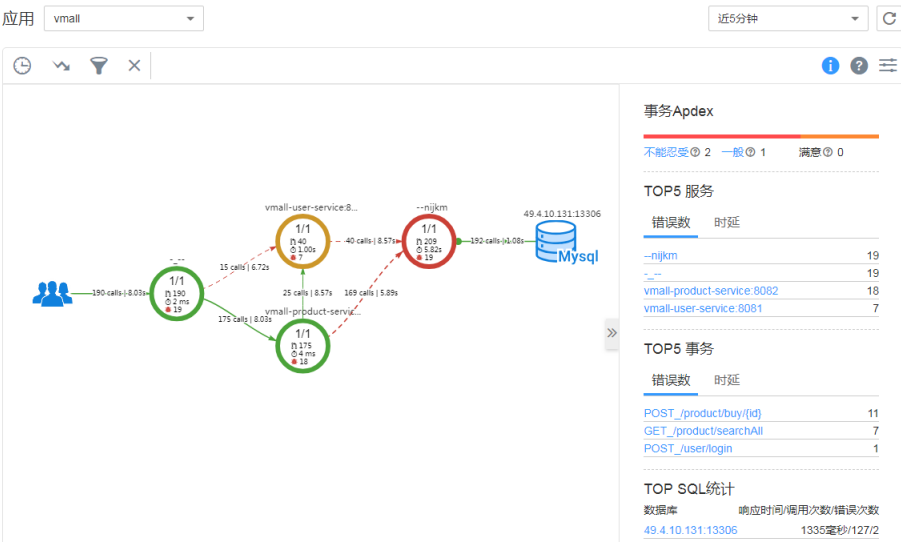 应用 vmall 近5分钟
vmall-user-service:8...
1/1
40
1.00s
7
--nijkm
1/1
209
5.82s
19
49.4.10.131:13306
Mysql
40 calls | 8.57s
192 calls | 1.08s
15 calls | 6.72s
-_--
1/1
190
2 ms
19
190 calls | 8.03s
25 calls | 8.57s
169 calls | 5.89s
175 calls | 8.03s
vmall-product-servic...
1/1
175
4 ms
18
事务Apdex
不能忍受 2 一般 1 满意 0
TOP5 服务
错误数 时延
--nijkm 19
-_-- 19
vmall-product-service:8082 18
vmall-user-service:8081 7
TOP5 事务
错误数 时延
POST_/product/buy/{id} 11
GET_/product/searchAll 7
POST_/user/login 1
TOP SQL统计
数据库 响应时间/调用次数/错误次数
49.4.10.131:13306 1335毫秒/127/2